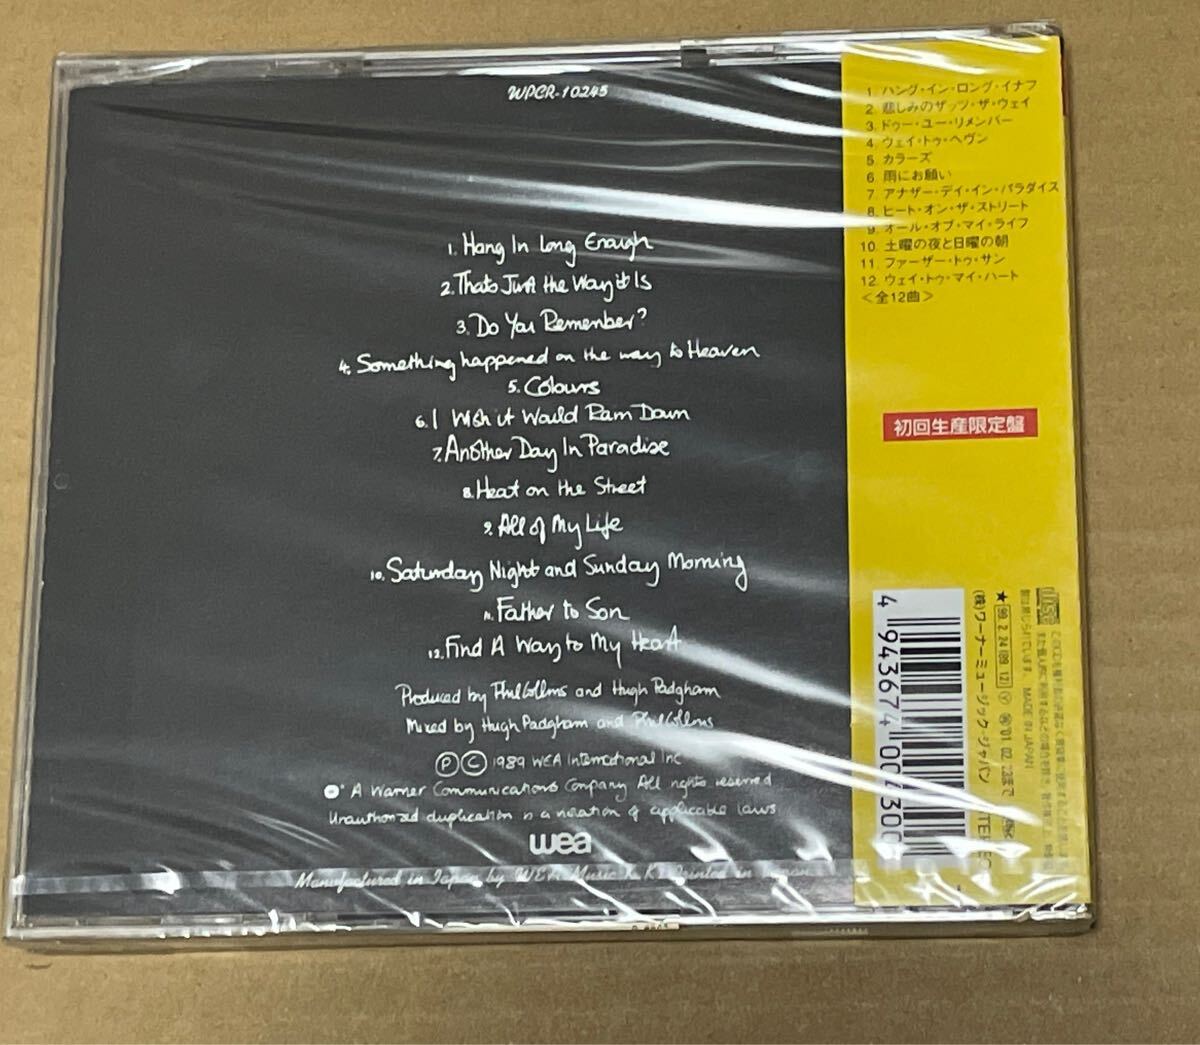 WPCR-10245
1. Hang In Long Enough
2. Thats Just the Way it Is
3. Do You Remember?
4. Something happened on the way to Heaven
5. Colours
6. I Wish it Would Rain Down
7. Another Day In Paradise
8. Heat on the Street
9. All of My Life
10. Saturday Night and Sunday Morning
11. Father to Son
12. Find A Way to My Heart
Produced by Phil Collins and Hugh Padgham
Mixed by Hugh Padgham and Phil Collins
Ⓟ Ⓒ 1989 WEA International Inc
A Warner Communications Company All rights reserved
Unauthorized duplication is a violation of applicable laws
wea
Manufactured in Japan by WEA Music K.K. Printed in Japan
1. ハング・イン・ロング・イナフ
2. 悲しみのザッツ・ザ・ウェイ
3. ドゥー・ユー・リメンバー
4. ウェイ・トゥ・ヘヴン
5. カラーズ
6. 雨にお願い
7. アナザー・デイ・イン・パラダイス
8. ヒート・オン・ザ・ストリート
9. オール・オブ・マイ・ライフ
10. 土曜の夜と日曜の朝
11. ファーザー・トゥ・サン
12. ウェイ・トゥ・マイ・ハート
<全12曲>
初回生産限定盤
MADE IN JAPAN
★ 99. 2. 24 (89. 12) Ⓨ
(株)ワーナーミュージック・ジャパン
4 943674 00